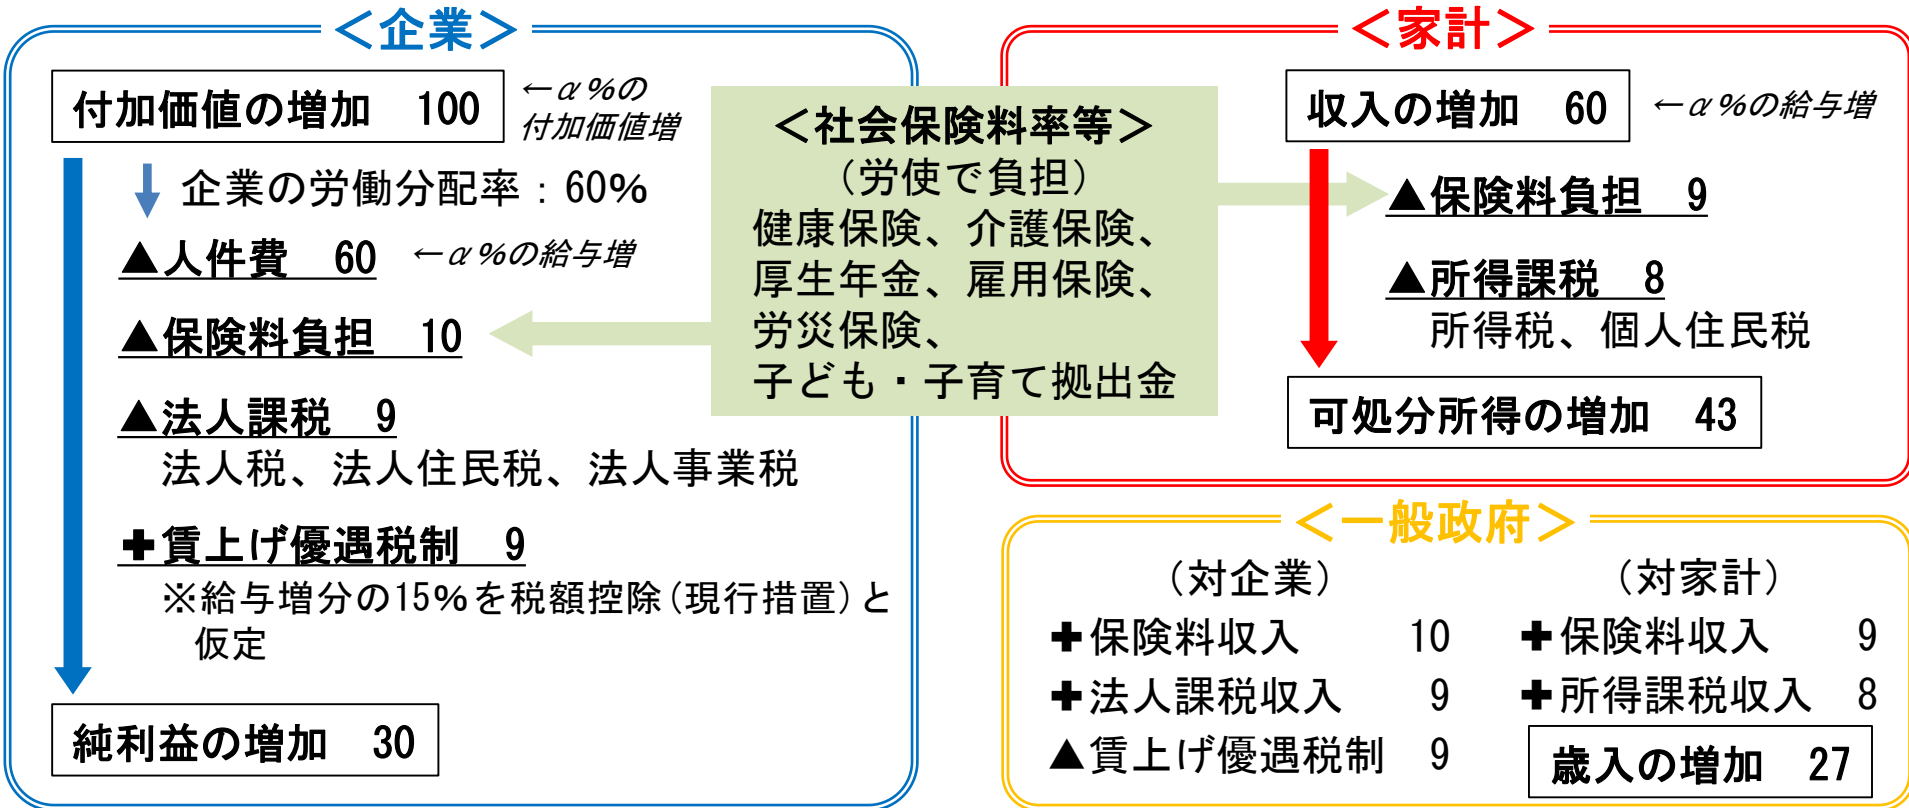 ＜企業＞
付加価値の増加　100
←α%の
付加価値増
企業の労働分配率：60%
▲人件費　60
←α%の給与増
▲保険料負担　10
▲法人課税　9
法人税、法人住民税、法人事業税
✚賃上げ優遇税制　9
※給与増分の15%を税額控除(現行措置)と
仮定
純利益の増加　30
＜社会保険料率等＞
（労使で負担）
健康保険、介護保険、
厚生年金、雇用保険、
労災保険、
子ども・子育て拠出金
＜家計＞
収入の増加　60
←α%の給与増
▲保険料負担　9
▲所得課税　8
所得税、個人住民税
可処分所得の増加　43
＜一般政府＞
（対企業）
✚保険料収入　10
✚法人課税収入　9
▲賃上げ優遇税制　9
（対家計）
✚保険料収入　9
✚所得課税収入　8
歳入の増加　27